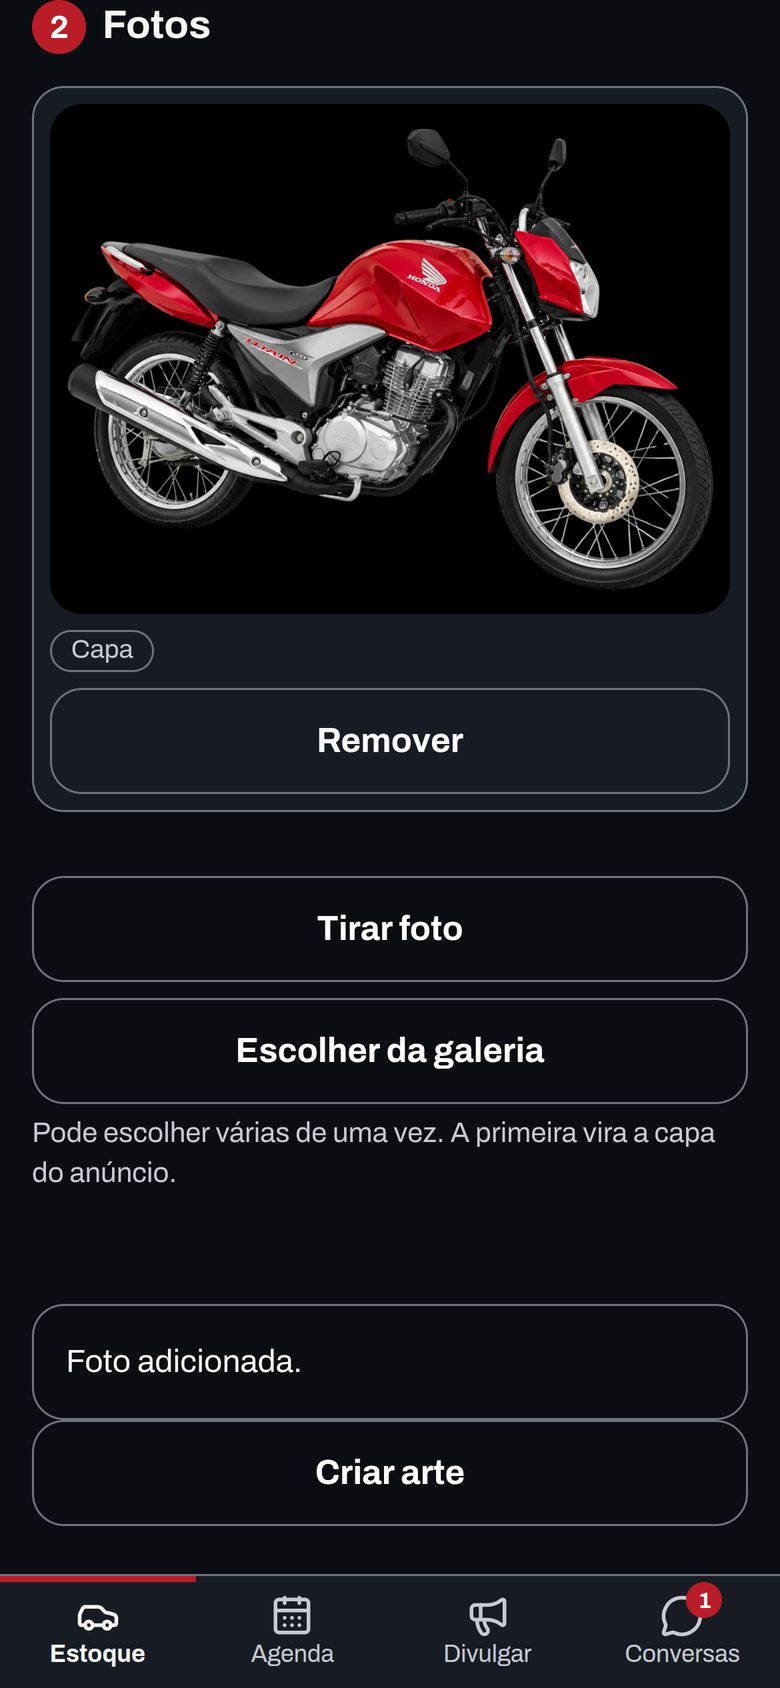 2 Fotos
HONDA
TITAN
Capa
Remover
Tirar foto
Escolher da galeria
Pode escolher várias de uma vez. A primeira vira a capa
do anúncio.
Foto adicionada.
Criar arte
1
Estoque Agenda Divulgar Conversas